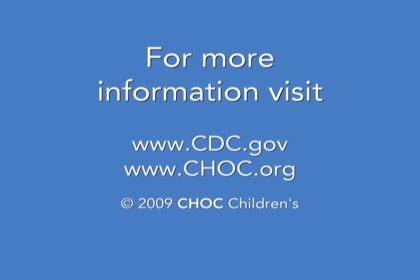 For more
information visit
www.CDC.gov
www.CHOC.org
© 2009 CHOC Children's